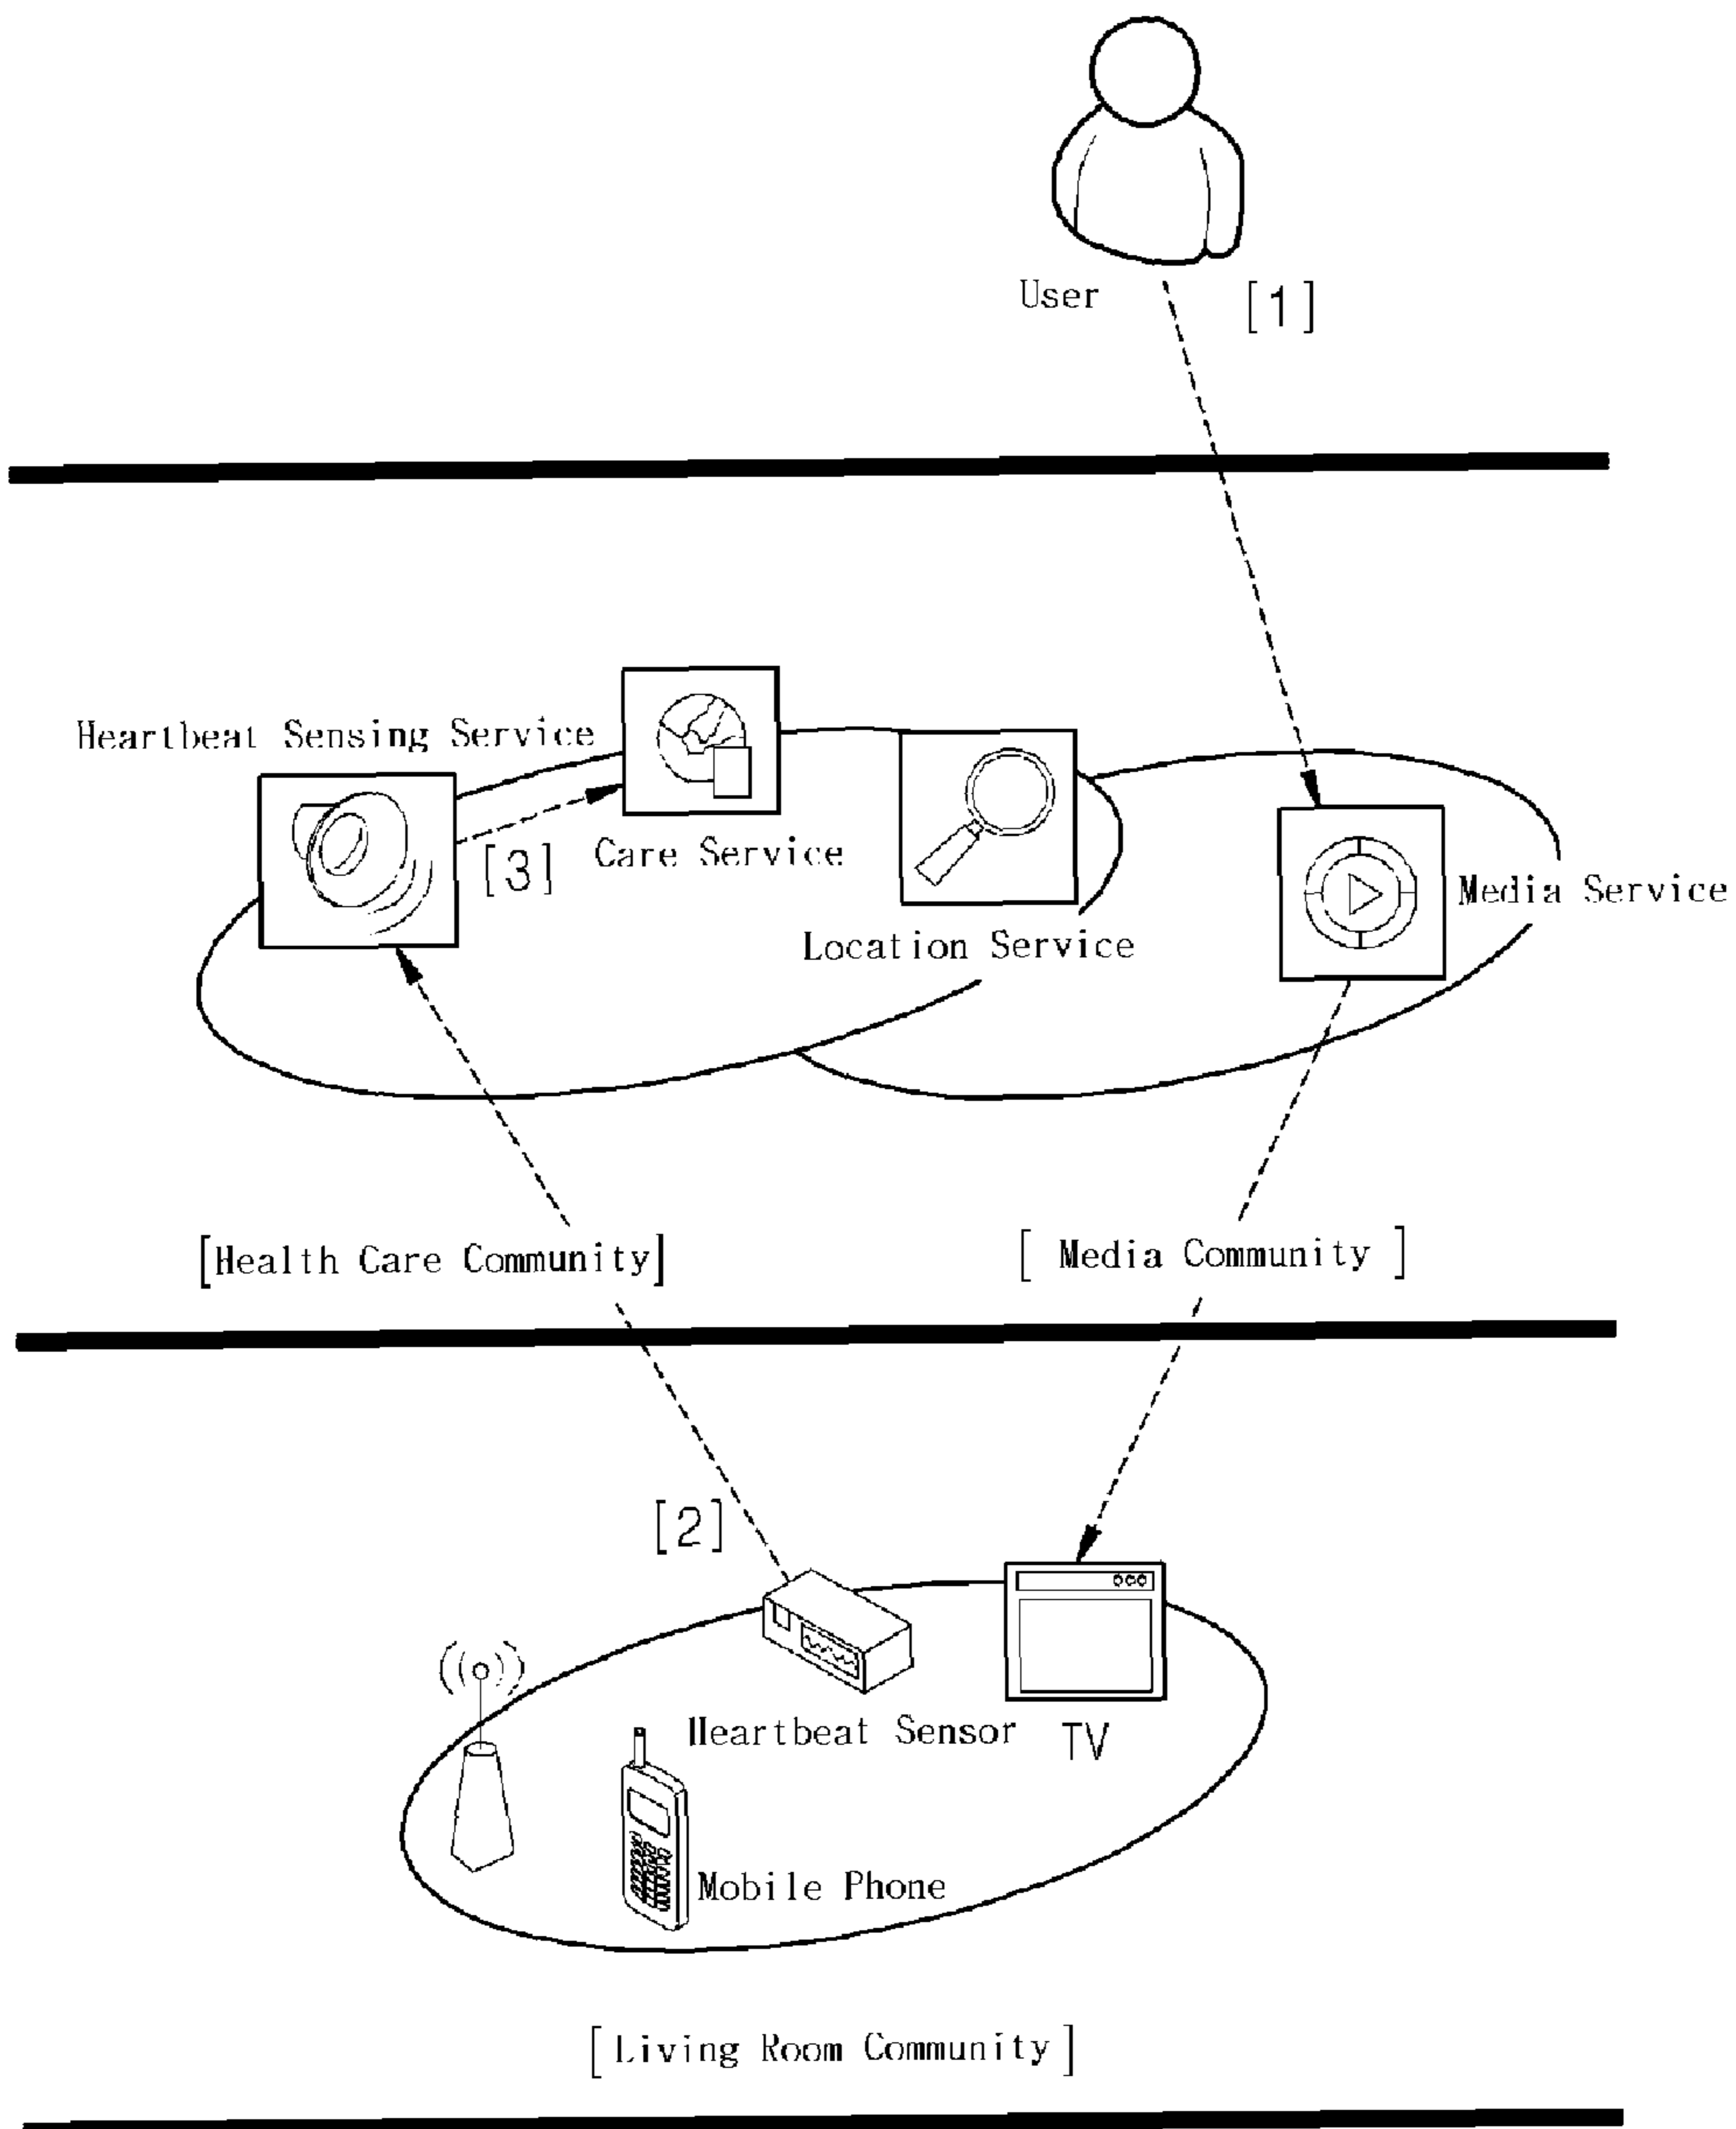 User
[1]
Heartbeat Sensing Service
[3]
Care Service
Media Service
Location Service
[Health Care Community]
[ Media Community ]
[2]
Heartbeat Sensor
TV
Mobile Phone
[Living Room Community]